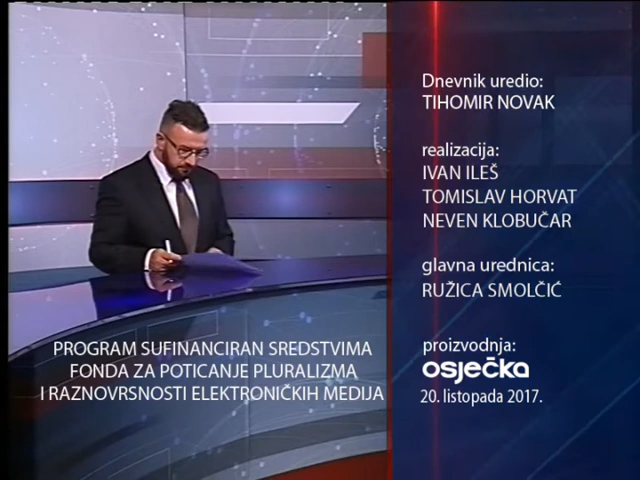 Dnevnik uredio:
TIHOMIR NOVAK
realizacija:
IVAN ILEŠ
TOMISLAV HORVAT
NEVEN KLOBUČAR
glavna urednica:
RUŽICA SMOLČIĆ
proizvodnja:
osječka
20. listopada 2017.
PROGRAM SUFINANCIRAN SREDSTVIMA
FONDA ZA POTICANJE PLURALIZMA
I RAZNOVRSNOSTI ELEKTRONIČKIH MEDIJA